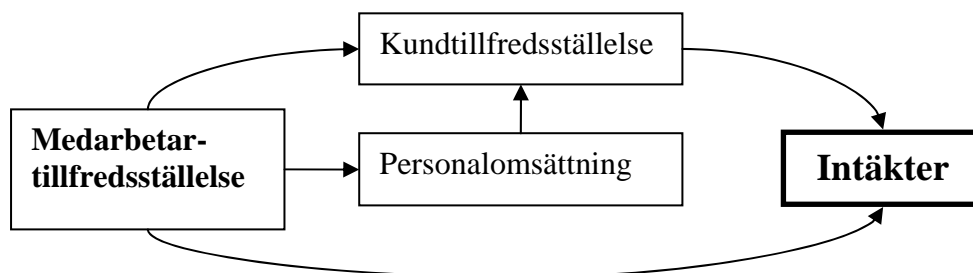 Kundtillfredsställelse
Medarbetar-
tillfredsställelse
Personalomsättning
Intäkter